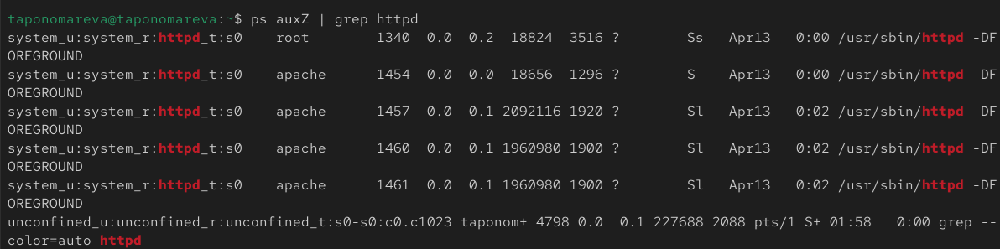 taponomareva@taponomareva:~$ ps auxZ | grep httpd
system_u:system_r:httpd_t:s0    root        1340  0.0  0.2  18824  3516 ?        Ss   Apr13   0:00 /usr/sbin/httpd -DF
OREGROUND
system_u:system_r:httpd_t:s0    apache      1454  0.0  0.0  18656  1296 ?        S    Apr13   0:00 /usr/sbin/httpd -DF
OREGROUND
system_u:system_r:httpd_t:s0    apache      1457  0.0  0.1 2092116 1920 ?        Sl   Apr13   0:02 /usr/sbin/httpd -DF
OREGROUND
system_u:system_r:httpd_t:s0    apache      1460  0.0  0.1 1960980 1900 ?        Sl   Apr13   0:02 /usr/sbin/httpd -DF
OREGROUND
system_u:system_r:httpd_t:s0    apache      1461  0.0  0.1 1960980 1900 ?        Sl   Apr13   0:02 /usr/sbin/httpd -DF
OREGROUND
unconfined_u:unconfined_r:unconfined_t:s0-s0:c0.c1023 taponom+ 4798 0.0  0.1 227688 2088 pts/1 S+ 01:58   0:00 grep --
color=auto httpd